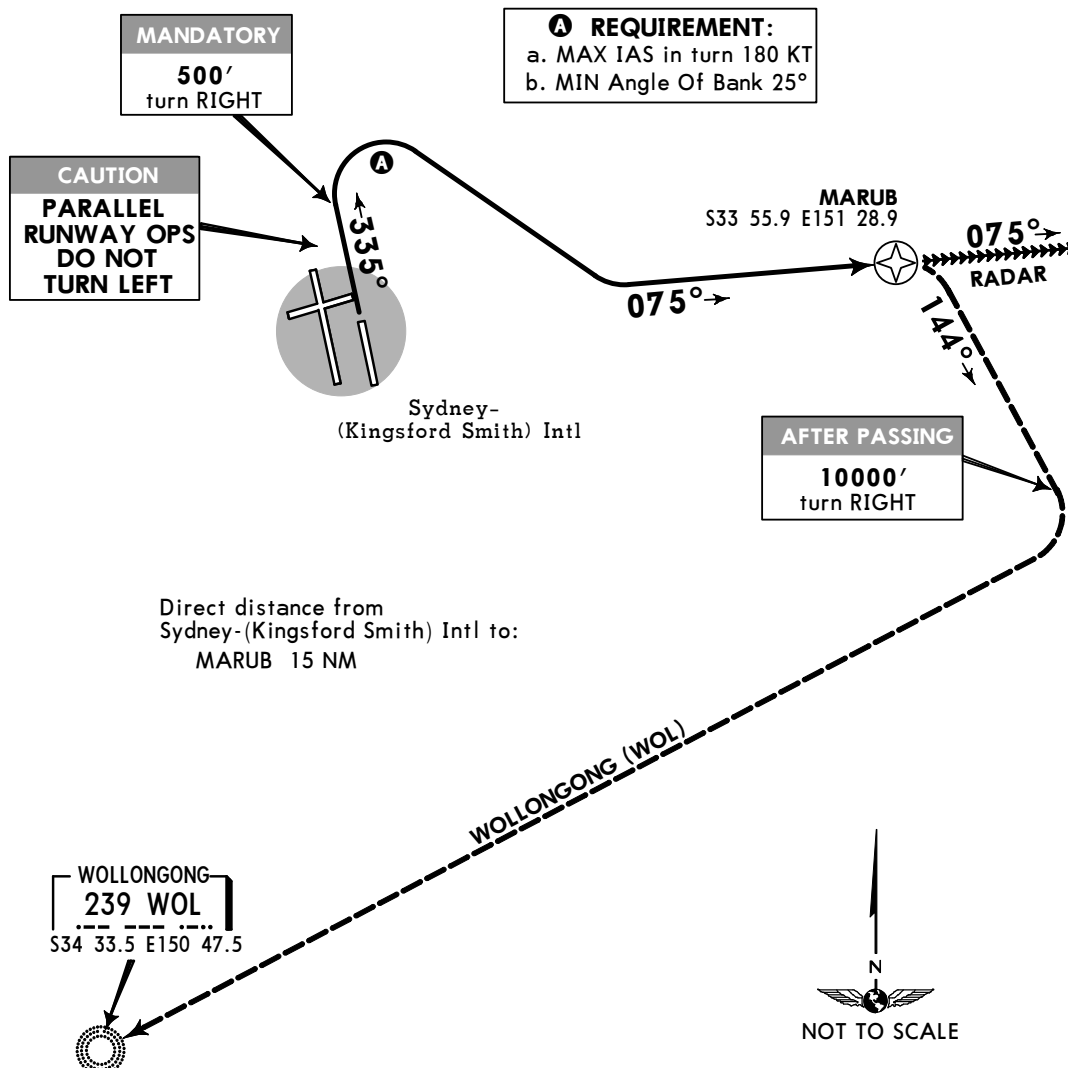 MANDATORY
500′
turn RIGHT
Ⓐ REQUIREMENT:
a. MAX IAS in turn 180 KT
b. MIN Angle Of Bank 25°
CAUTION
PARALLEL
RUNWAY OPS
DO NOT
TURN LEFT
A
335°
MARUB
S33 55.9 E151 28.9
075°
RADAR
075°
144°
Sydney-
(Kingsford Smith) Intl
AFTER PASSING
10000′
turn RIGHT
Direct distance from
Sydney-(Kingsford Smith) Intl to:
MARUB 15 NM
WOLLONGONG (WOL)
WOLLONGONG
239 WOL
S34 33.5 E150 47.5
N
NOT TO SCALE